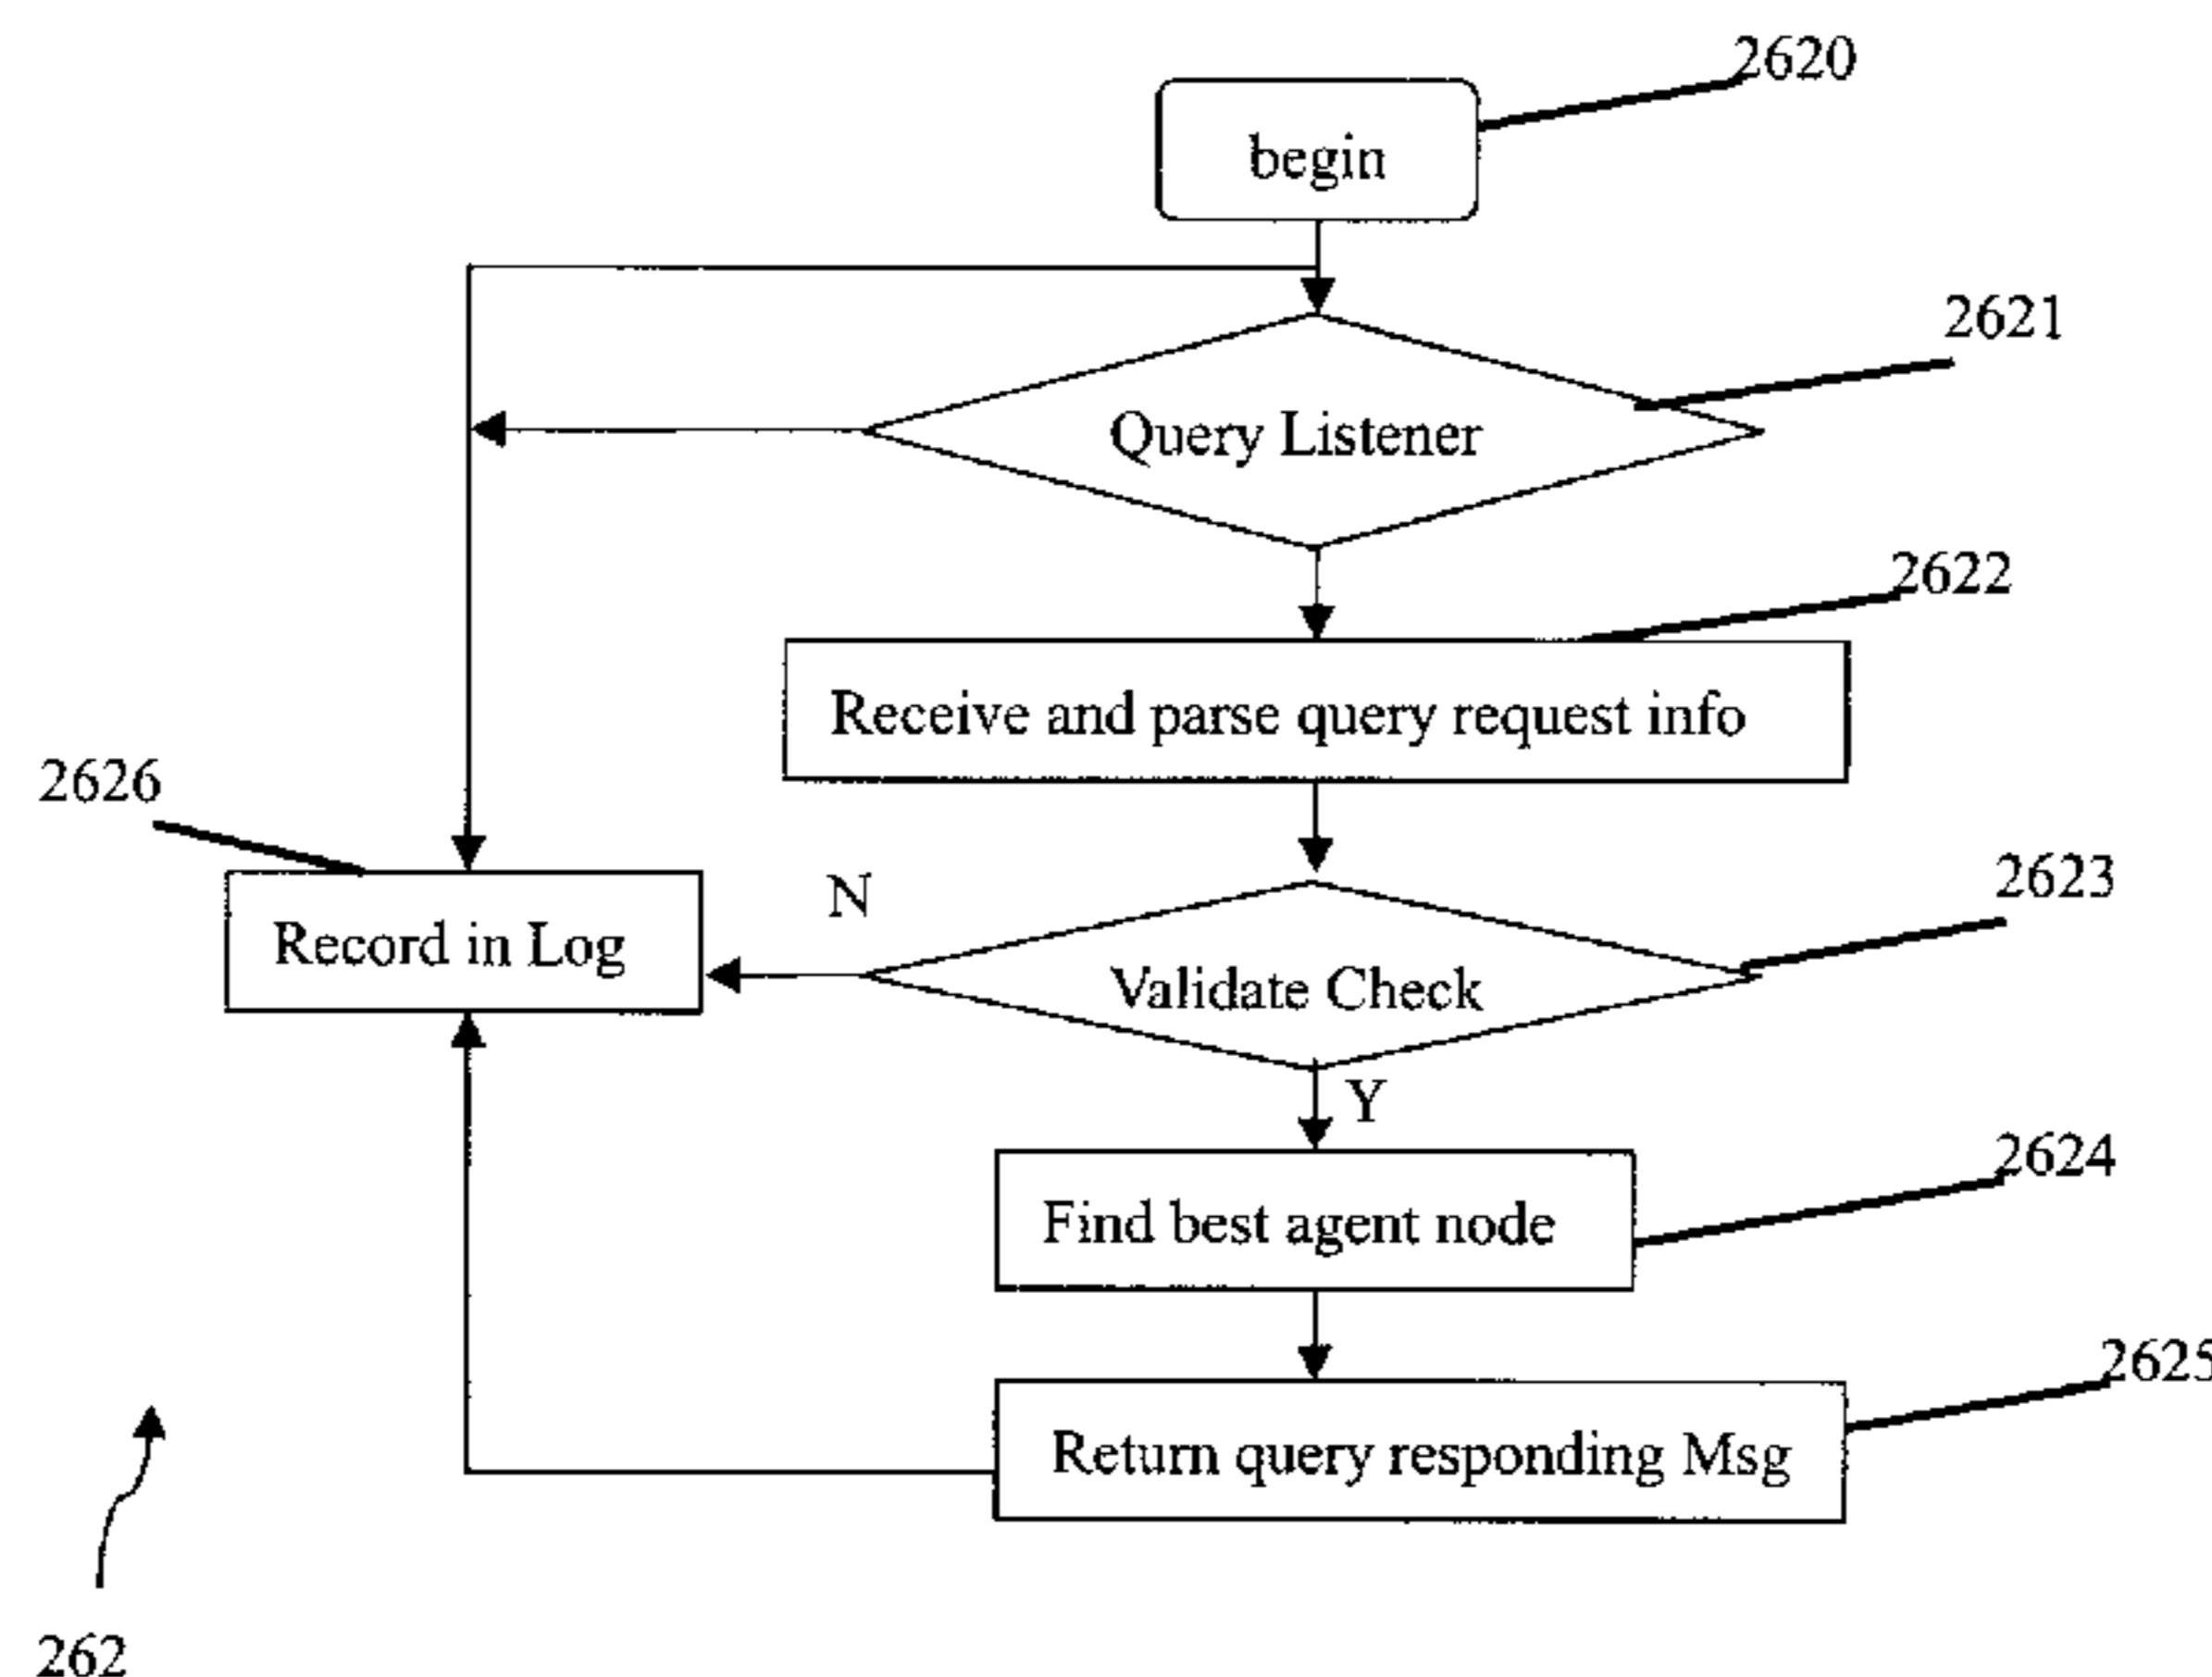 2620
begin
2621
Query Listener
2622
Receive and parse query request info
2626
N
2623
Record in Log
Validate Check
Y
2624
Find best agent node
2625
Return query responding Msg
262